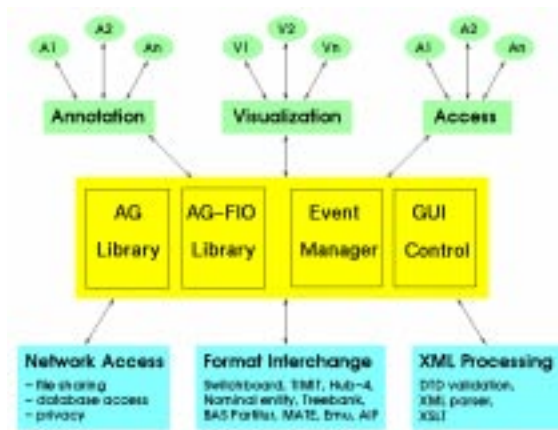 A1 A2 An V1 V2 Vn A1 A2 An
Annotation Visualization Access
AG Library
AG-FIO Library
Event Manager
GUI Control
Network Access
- file sharing
- database access
- privacy
Format Interchange
Switchboard, TIMIT, Hub-4,
Nominal entity, Treebank,
BAS Partitur, MATE, Emu, AIF
XML Processing
DTD validation,
XML parser,
XSLT